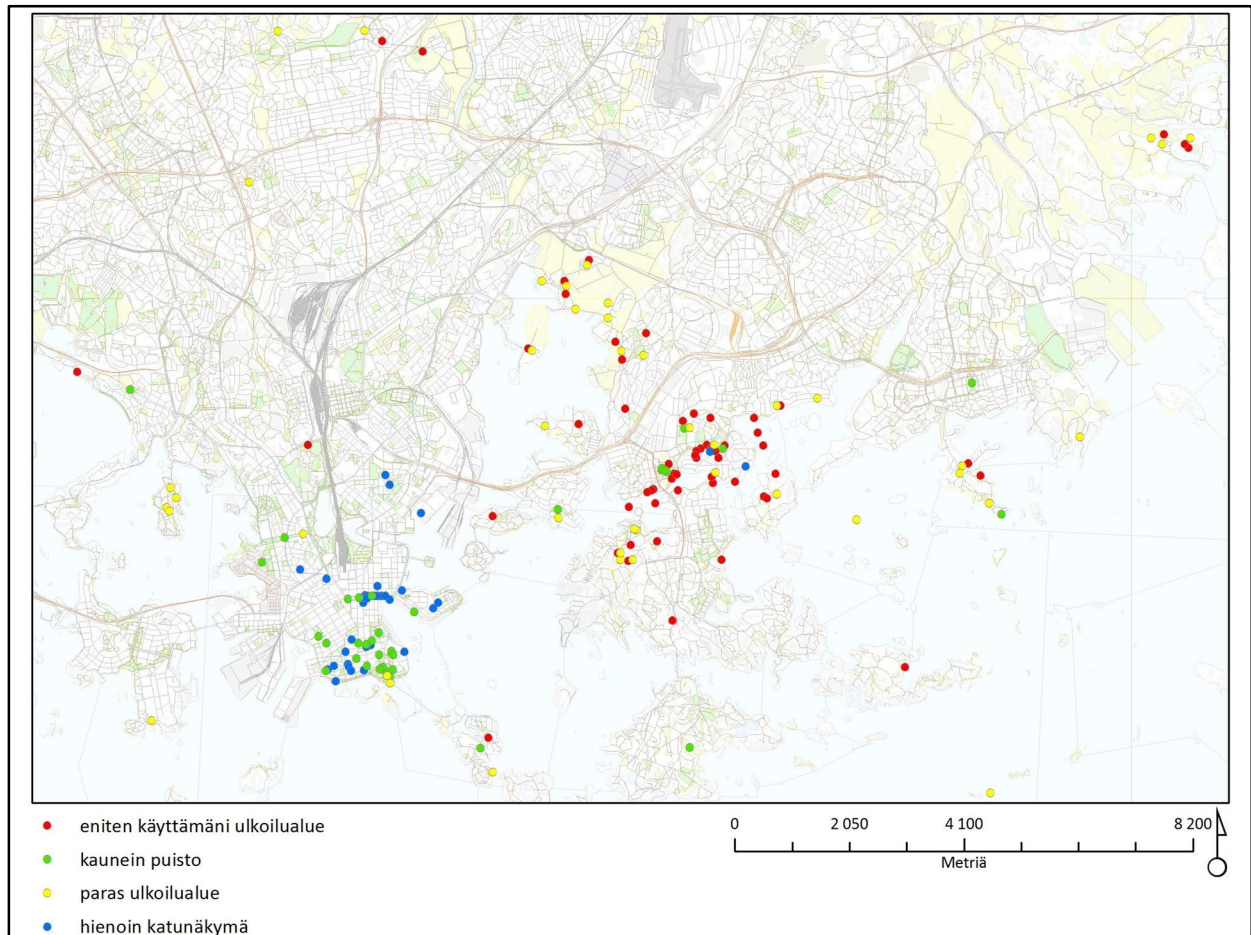 eniten käyttämäni ulkoilualue
kaunein puisto
paras ulkoilualue
hienoin katunäkymä
0 2 050 4 100 8 200
Metriä